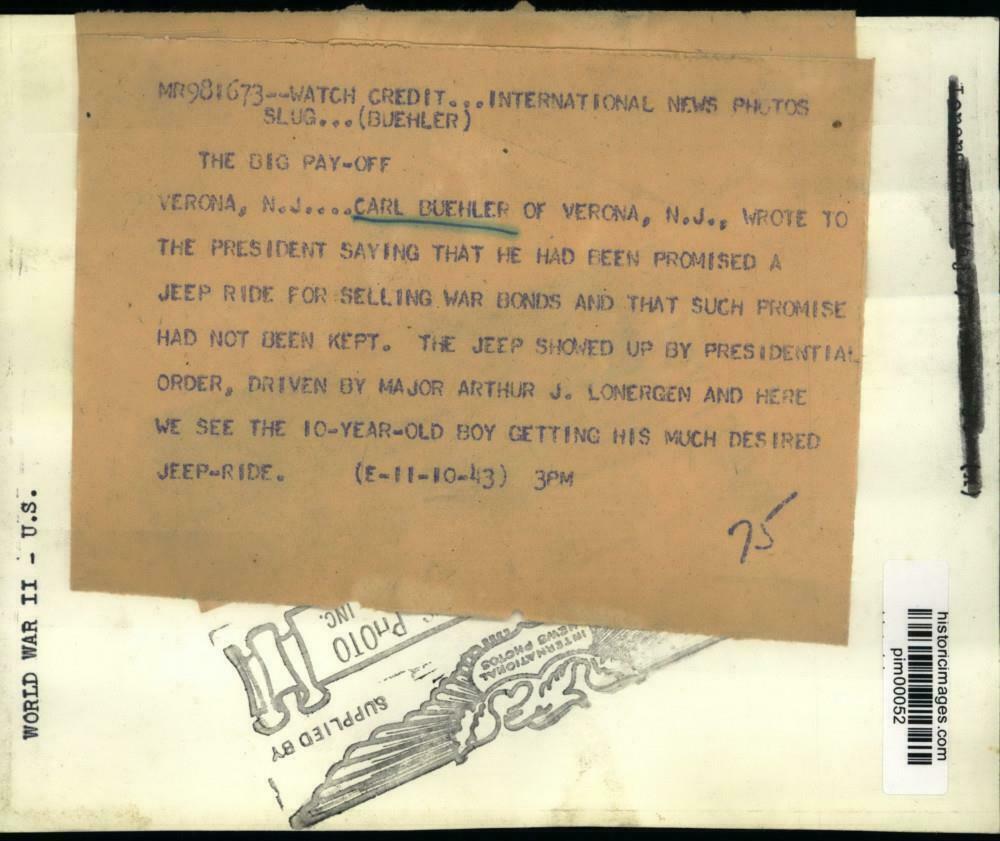 MR981673--WATCH CREDIT...INTERNATIONAL NEWS PHOTOS
SLUG...(BUEHLER)
THE BIG PAY-OFF
VERONA, N.J....CARL BUEHLER OF VERONA, N.J., WROTE TO
THE PRESIDENT SAYING THAT HE HAD BEEN PROMISED A
JEEP RIDE FOR SELLING WAR BONDS AND THAT SUCH PROMISE
HAD NOT BEEN KEPT. THE JEEP SHOWED UP BY PRESIDENTIAL
ORDER, DRIVEN BY MAJOR ARTHUR J. LONERGEN AND HERE
WE SEE THE 10-YEAR-OLD BOY GETTING HIS MUCH DESIRED
JEEP-RIDE. (E-11-10-43) 3PM
75
WORLD WAR II - U.S.
PHOTO
INC.
SUPPLIED BY
INTERNATIONAL
NEWS PHOTOS
historicimages.com
pim00052